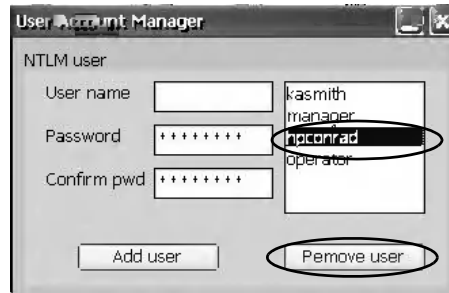 User Account Manager
NTLM user
User name
Password
********
Confirm pwd
********
kasmith
manager
npconrad
operator
Add user
Remove user